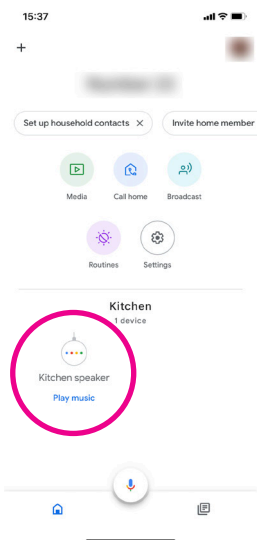 15:37
+
Set up household contacts ×
Invite home member
Media
Call home
Broadcast
Routines
Settings
Kitchen
1 device
Kitchen speaker
Play music